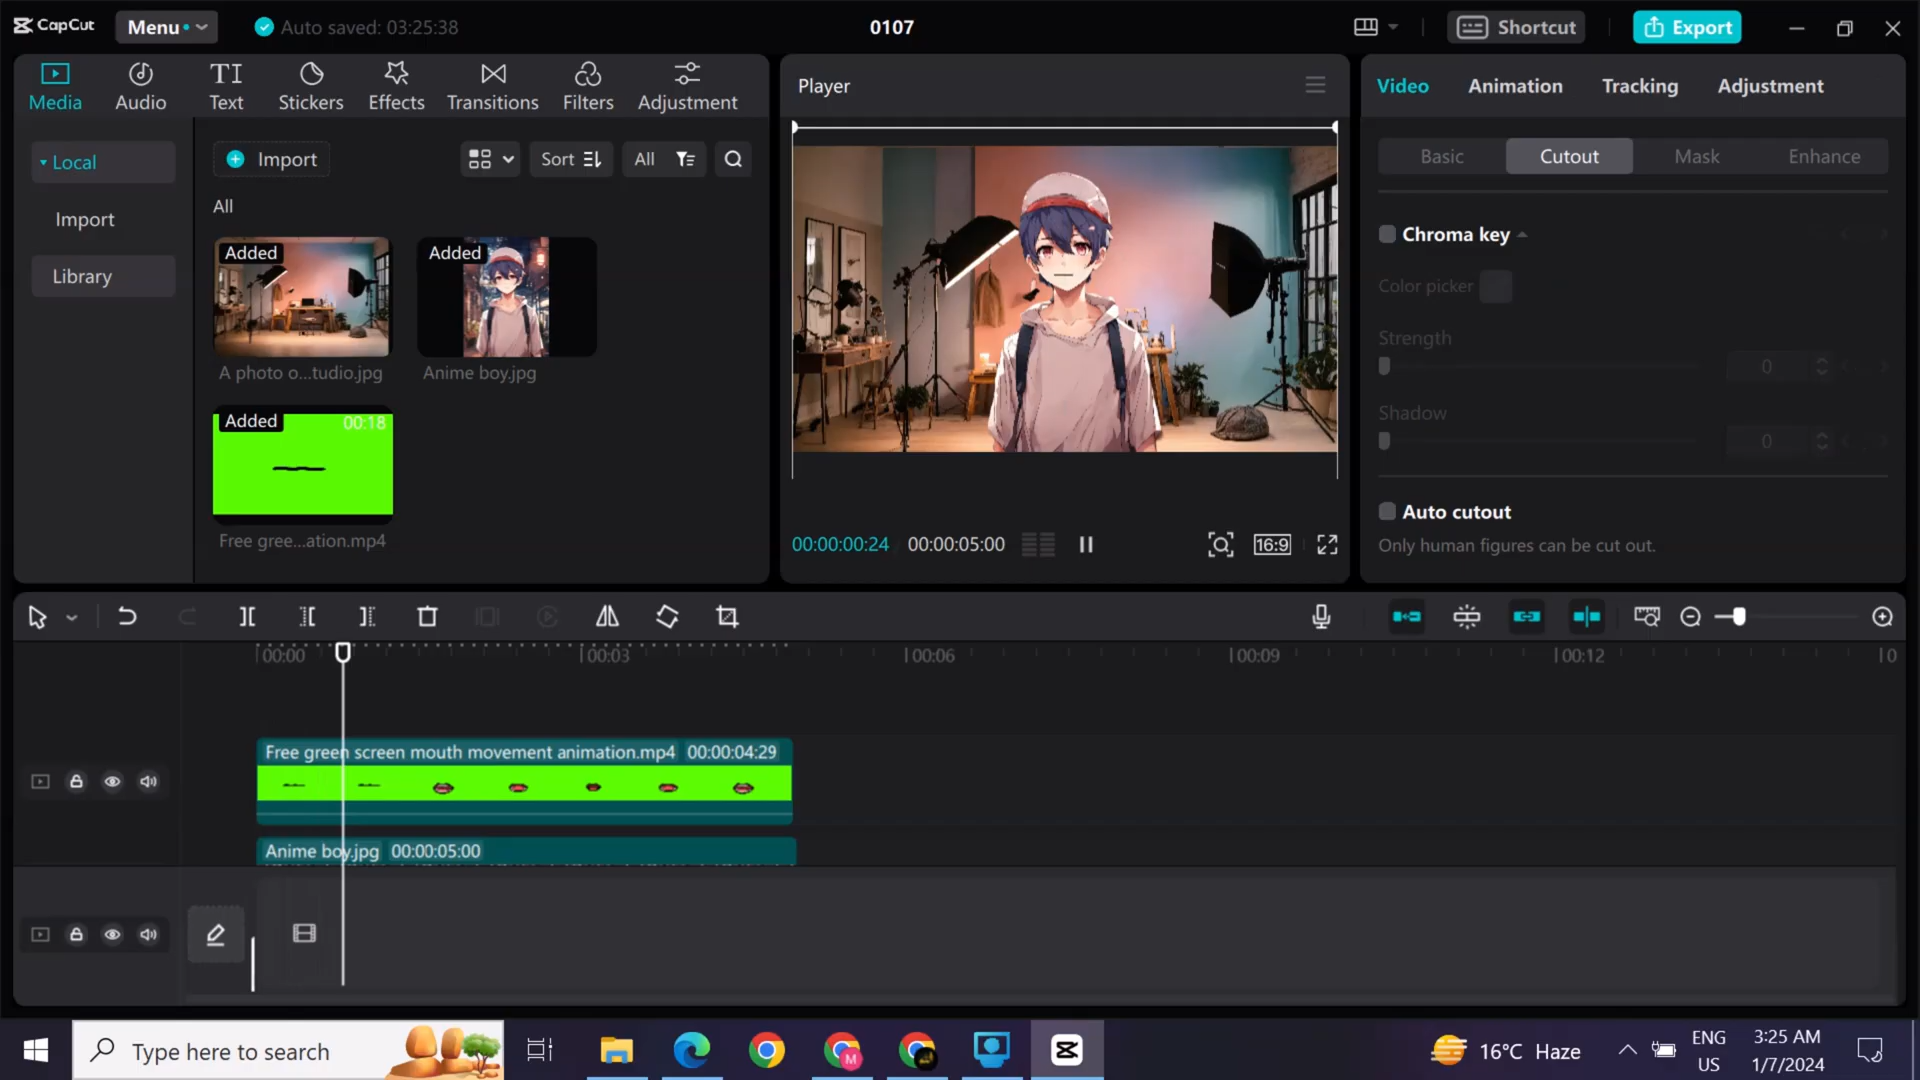 CapCut
Menu
Auto saved: 03:25:38
0107
Shortcut
Export
Media
Audio
TI
Text
Stickers
Effects
Transitions
Filters
Adjustment
Player
Video
Animation
Tracking
Adjustment
Local
Import
Library
Import
Sort
All
All
Added
A photo o...tudio.jpg
Added
Anime boy.jpg
Added
00:18
Free gree...ation.mp4
00:00:00:24
00:00:05:00
16:9
Basic
Cutout
Mask
Enhance
Chroma key
Color picker
Strength
0
Shadow
0
Auto cutout
Only human figures can be cut out.
00:00
00:03
00:06
00:09
00:12
0
Free green screen mouth movement animation.mp4 00:00:04:29
Anime boy.jpg 00:00:05:00
Type here to search
M
16°C Haze
ENG
US
3:25 AM
1/7/2024